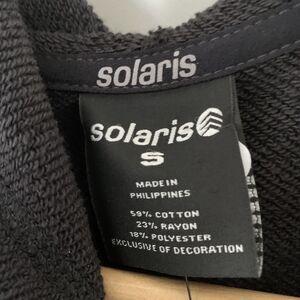 solaris
solaris
S
MADE IN
PHILIPPINES
59% COTTON
23% RAYON
18% POLYESTER
EXCLUSIVE OF DECORATION